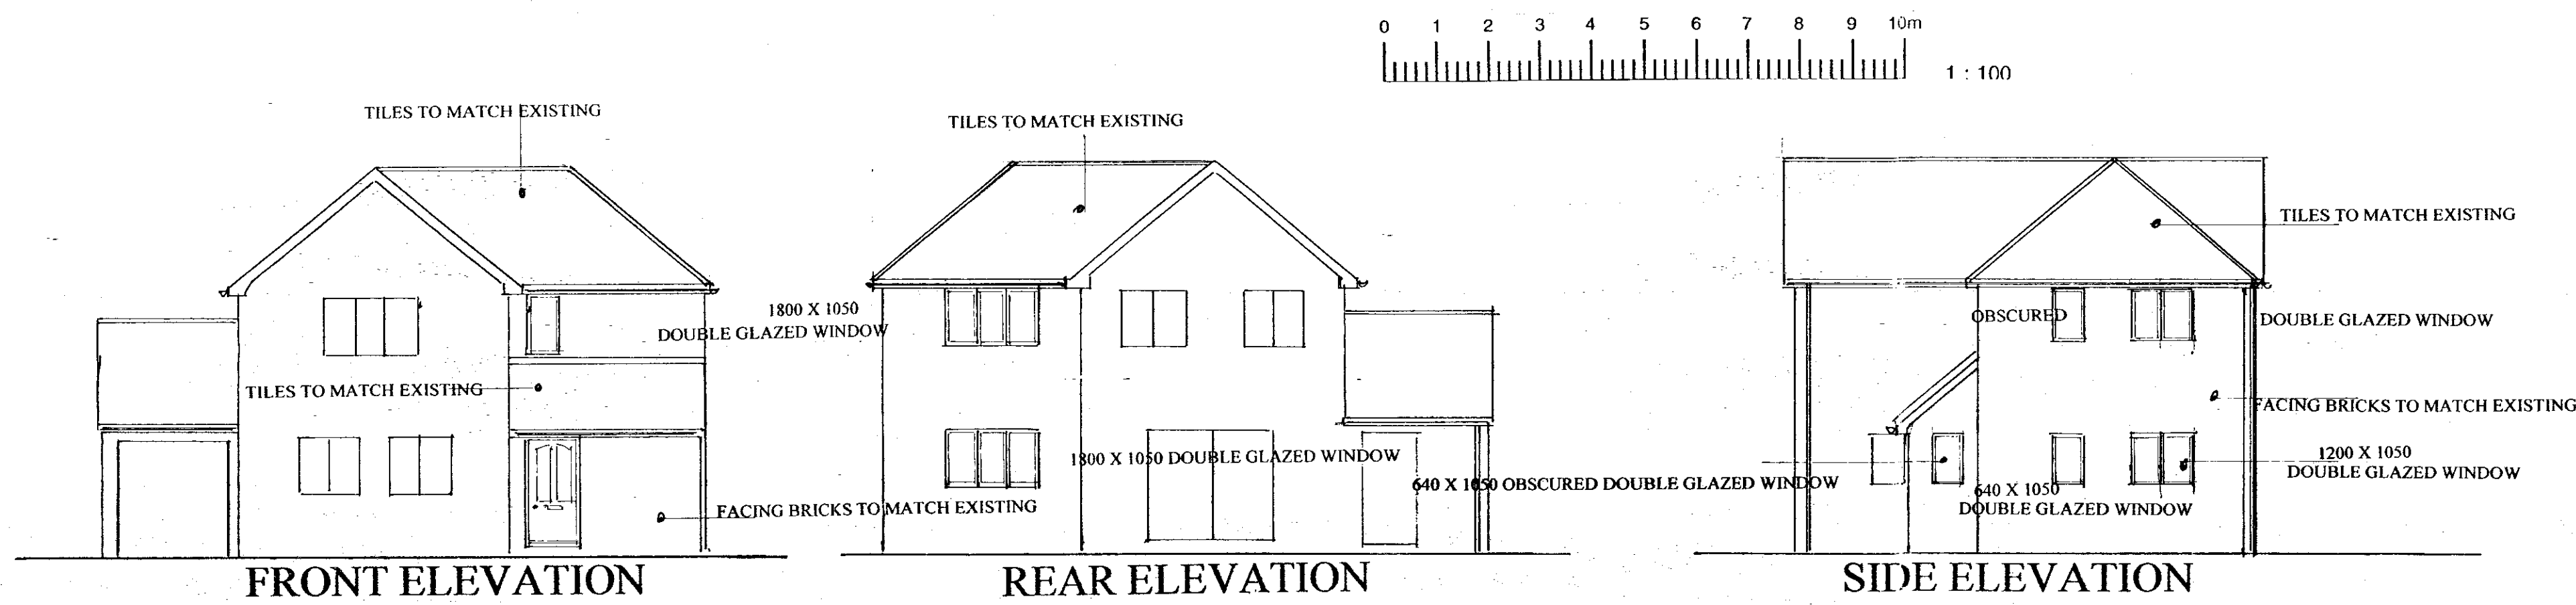 0 1 2 3 4 5 6 7 8 9 10m
1 : 100
TILES TO MATCH EXISTING
TILES TO MATCH EXISTING
FACING BRICKS TO MATCH EXISTING
FRONT ELEVATION
TILES TO MATCH EXISTING
1800 X 1050
DOUBLE GLAZED WINDOW
1800 X 1050 DOUBLE GLAZED WINDOW
REAR ELEVATION
TILES TO MATCH EXISTING
OBSCURED
DOUBLE GLAZED WINDOW
FACING BRICKS TO MATCH EXISTING
1200 X 1050
DOUBLE GLAZED WINDOW
640 X 1050 OBSCURED DOUBLE GLAZED WINDOW
640 X 1050
DOUBLE GLAZED WINDOW
SIDE ELEVATION